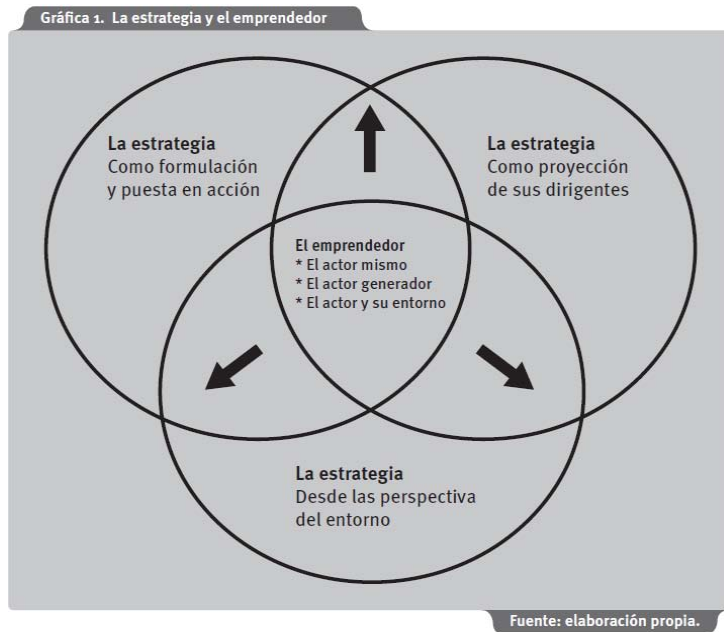 Gráfica 1. La estrategia y el emprendedor
La estrategia
Como formulación
y puesta en acción
La estrategia
Como proyección
de sus dirigentes
El emprendedor
* El actor mismo
* El actor generador
* El actor y su entorno
La estrategia
Desde las perspectiva
del entorno
Fuente: elaboración propia.